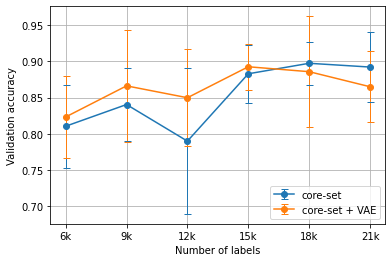 0.95
0.90
0.85
0.80
0.75
0.70
Validation accuracy
6k 9k 12k 15k 18k 21k
Number of labels
core-set
core-set + VAE